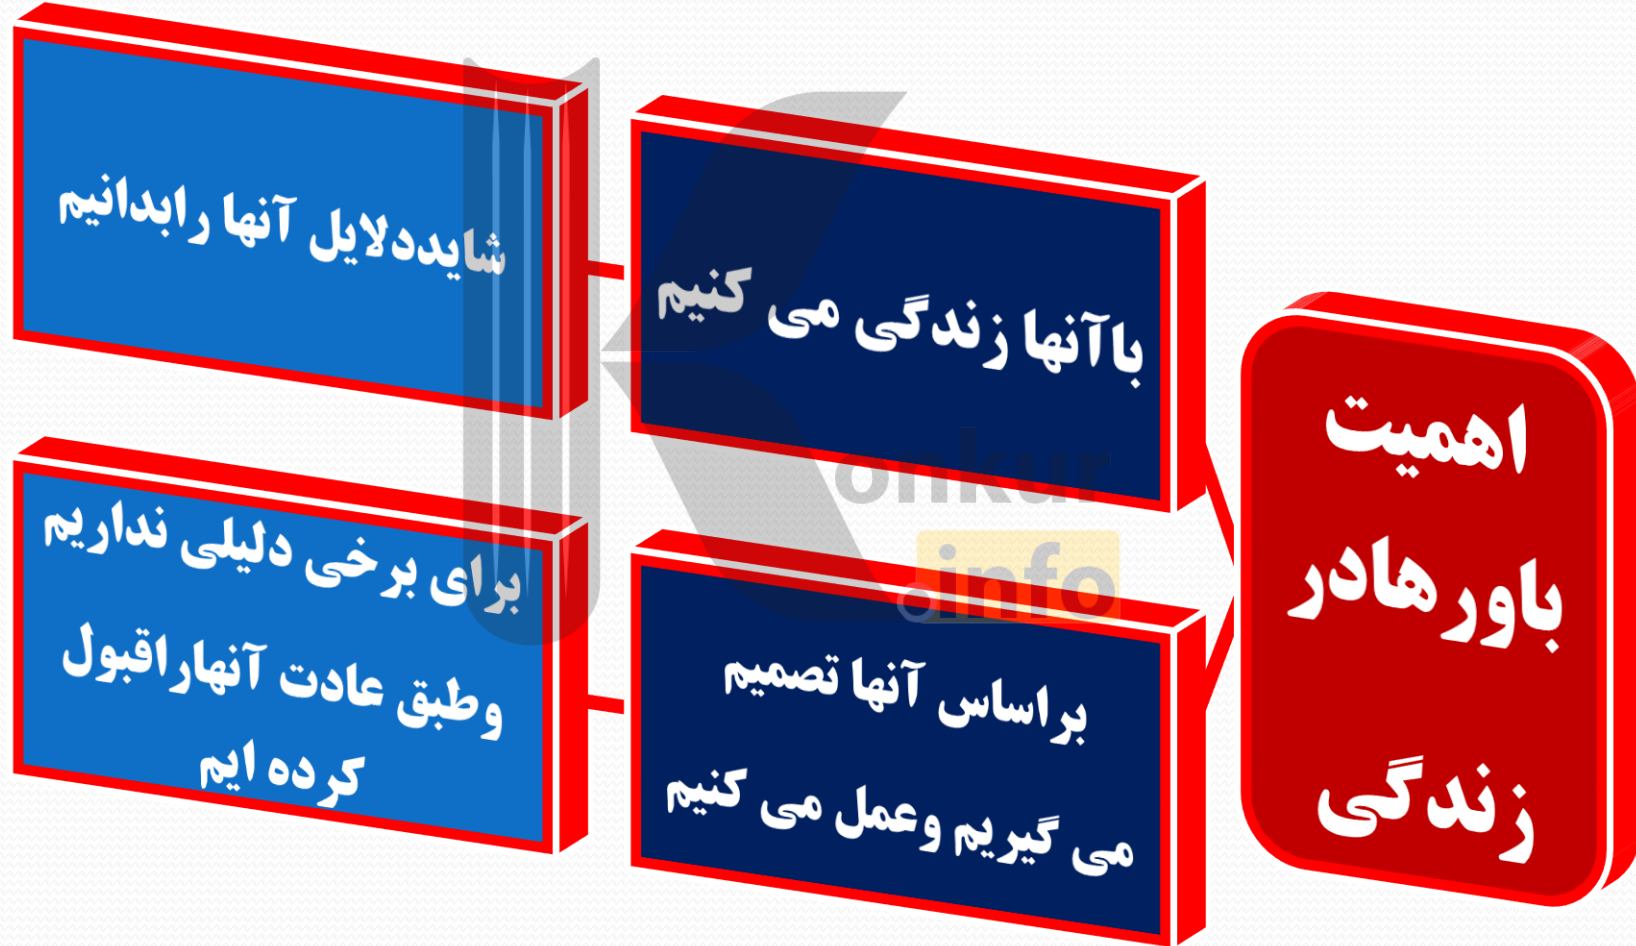 اهمیت
باورهادر
زندگی
باآنها زندگی می کنیم
شایددلایل آنها رابدانیم
براساس آنها تصمیم
می گیریم وعمل می کنیم
برای برخی دلیلی نداریم
وطبق عادت آنهاراقبول
کرده ایم
Konkur
.info